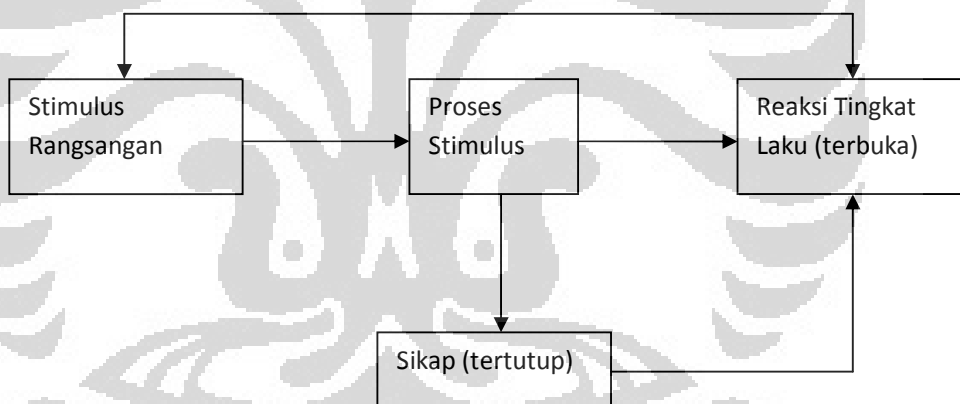 Stimulus
Rangsangan
Proses
Stimulus
Reaksi Tingkat
Laku (terbuka)
Sikap (tertutup)